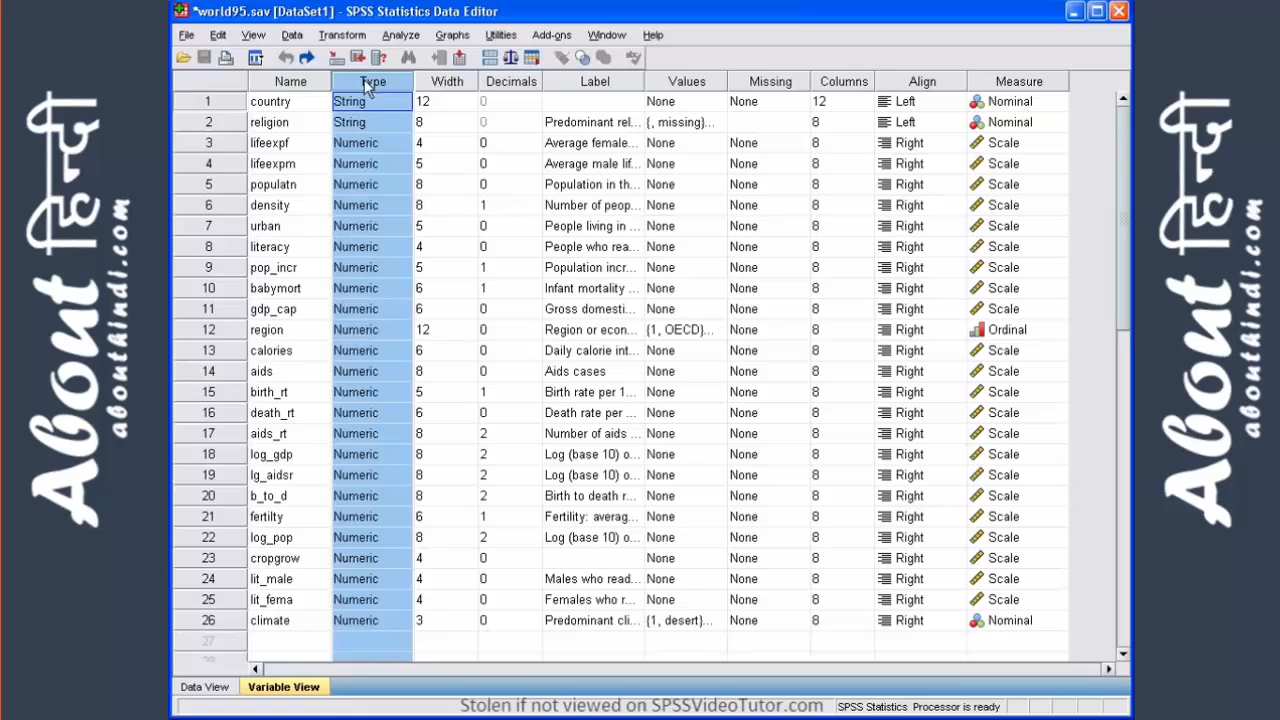 *world95.sav [DataSet1] - SPSS Statistics Data Editor
File Edit View Data Transform Analyze Graphs Utilities Add-ons Window Help
Name Type Width Decimals Label Values Missing Columns Align Measure
1 country String 12 0 None None 12 Left Nominal
2 religion String 8 0 Predominant rel... {, missing}... 8 Left Nominal
3 lifeexpf Numeric 4 0 Average female... None None 8 Right Scale
4 lifeexpm Numeric 5 0 Average male lif... None None 8 Right Scale
5 populatn Numeric 8 0 Population in th... None None 8 Right Scale
6 density Numeric 8 1 Number of peop... None None 8 Right Scale
7 urban Numeric 5 0 People living in ... None None 8 Right Scale
8 literacy Numeric 4 0 People who rea... None None 8 Right Scale
9 pop_incr Numeric 5 1 Population incr... None None 8 Right Scale
10 babymort Numeric 6 1 Infant mortality ... None None 8 Right Scale
11 gdp_cap Numeric 6 0 Gross domesti... None None 8 Right Scale
12 region Numeric 12 0 Region or econ... {1, OECD}... None 8 Right Ordinal
13 calories Numeric 6 0 Daily calorie int... None None 8 Right Scale
14 aids Numeric 8 0 Aids cases None None 8 Right Scale
15 birth_rt Numeric 5 1 Birth rate per 1... None None 8 Right Scale
16 death_rt Numeric 6 0 Death rate per ... None None 8 Right Scale
17 aids_rt Numeric 8 2 Number of aids ... None None 8 Right Scale
18 log_gdp Numeric 8 2 Log (base 10) o... None None 8 Right Scale
19 lg_aidsr Numeric 8 2 Log (base 10) o... None None 8 Right Scale
20 b_to_d Numeric 8 2 Birth to death r... None None 8 Right Scale
21 fertilty Numeric 6 1 Fertility: averag... None None 8 Right Scale
22 log_pop Numeric 8 2 Log (base 10) o... None None 8 Right Scale
23 cropgrow Numeric 4 0 None None 8 Right Scale
24 lit_male Numeric 4 0 Males who read... None None 8 Right Scale
25 lit_fema Numeric 4 0 Females who r... None None 8 Right Scale
26 climate Numeric 3 0 Predominant cli... {1, desert}... None 8 Right Nominal
27
Data View Variable View
Stolen if not viewed on SPSSVideoTutor.com SPSS Statistics Processor is ready
About हिन्दी
abouthindi.com
About हिन्दी
abouthindi.com